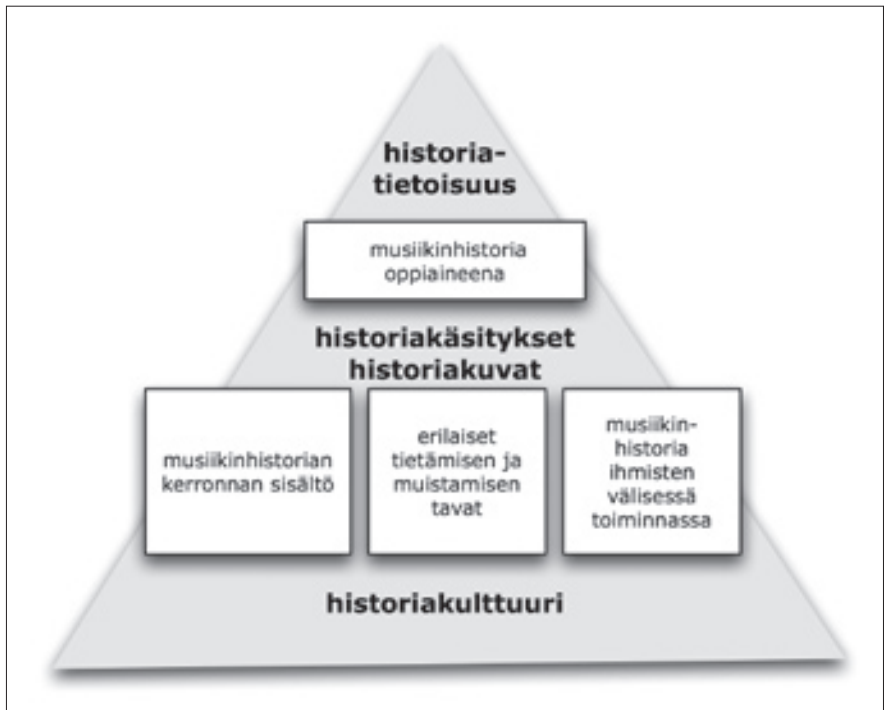 historia-
tietoisuus
musiikinhistoria
oppiaineena
historiakäsitykset
historiakuvat
musiikinhistorian
kerronnan sisältö
erilaiset
tietämisen ja
muistamisen
tavat
musiikin-
historia
ihmisten
välisessä
toiminnassa
historiakulttuuri